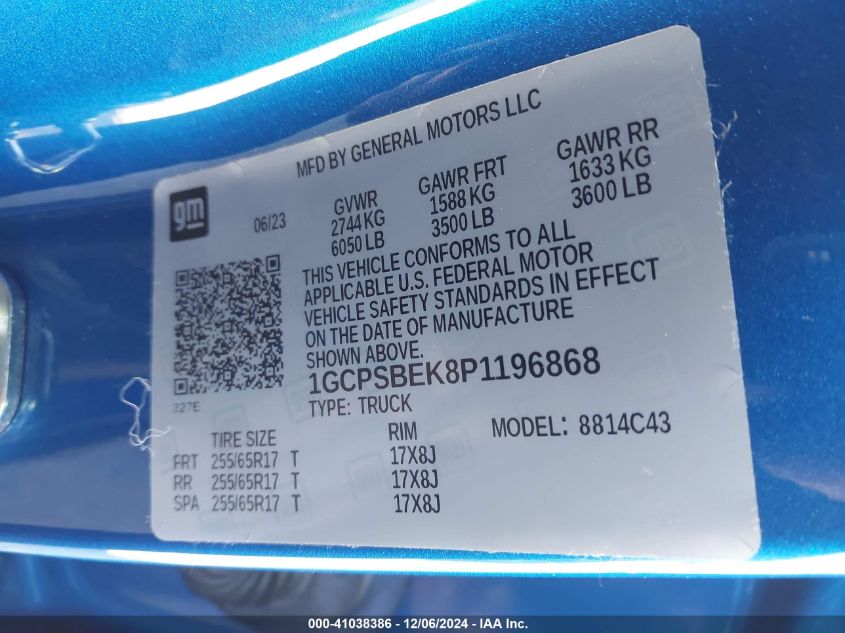 MFD BY GENERAL MOTORS LLC
gm
06/23
GVWR
2744 KG
6050 LB
GAWR FRT
1588 KG
3500 LB
GAWR RR
1633 KG
3600 LB
THIS VEHICLE CONFORMS TO ALL
APPLICABLE U.S. FEDERAL MOTOR
VEHICLE SAFETY STANDARDS IN EFFECT
ON THE DATE OF MANUFACTURE
SHOWN ABOVE.
1GCPSBEK8P1196868
TYPE: TRUCK
MODEL: 8814C43
327E
TIRE SIZE RIM
FRT 255/65R17 T 17X8J
RR 255/65R17 T 17X8J
SPA 255/65R17 T 17X8J
000-41038386 - 12/06/2024 - IAA Inc.